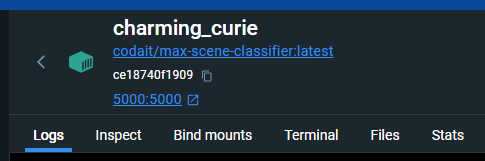 charming_curie
codait/max-scene-classifier:latest
ce18740f1909
5000:5000
Logs Inspect Bind mounts Terminal Files Stats